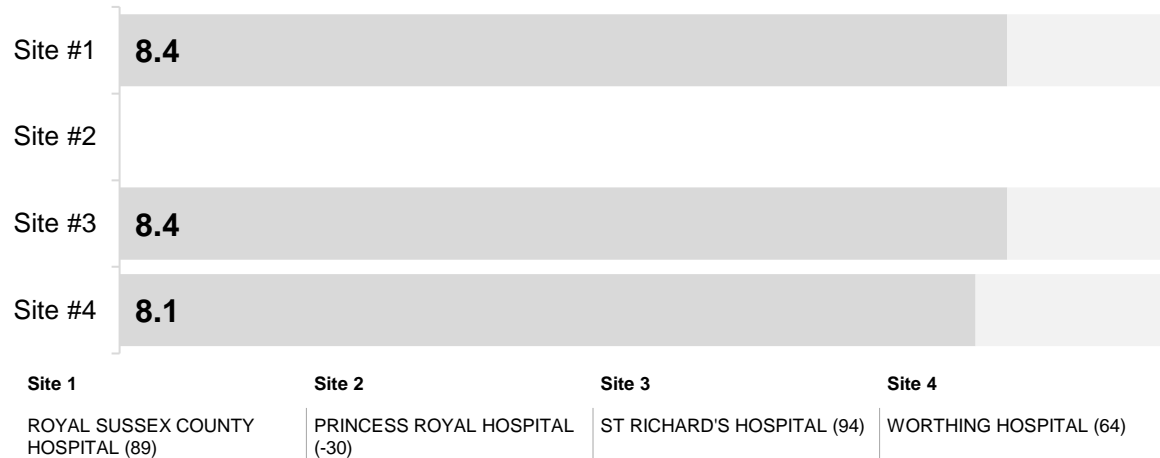 Site #1
8.4
Site #2
Site #3
8.4
Site #4
8.1
Site 1
Site 2
Site 3
Site 4
ROYAL SUSSEX COUNTY
HOSPITAL (89)
PRINCESS ROYAL HOSPITAL
(-30)
ST RICHARD'S HOSPITAL (94)
WORTHING HOSPITAL (64)